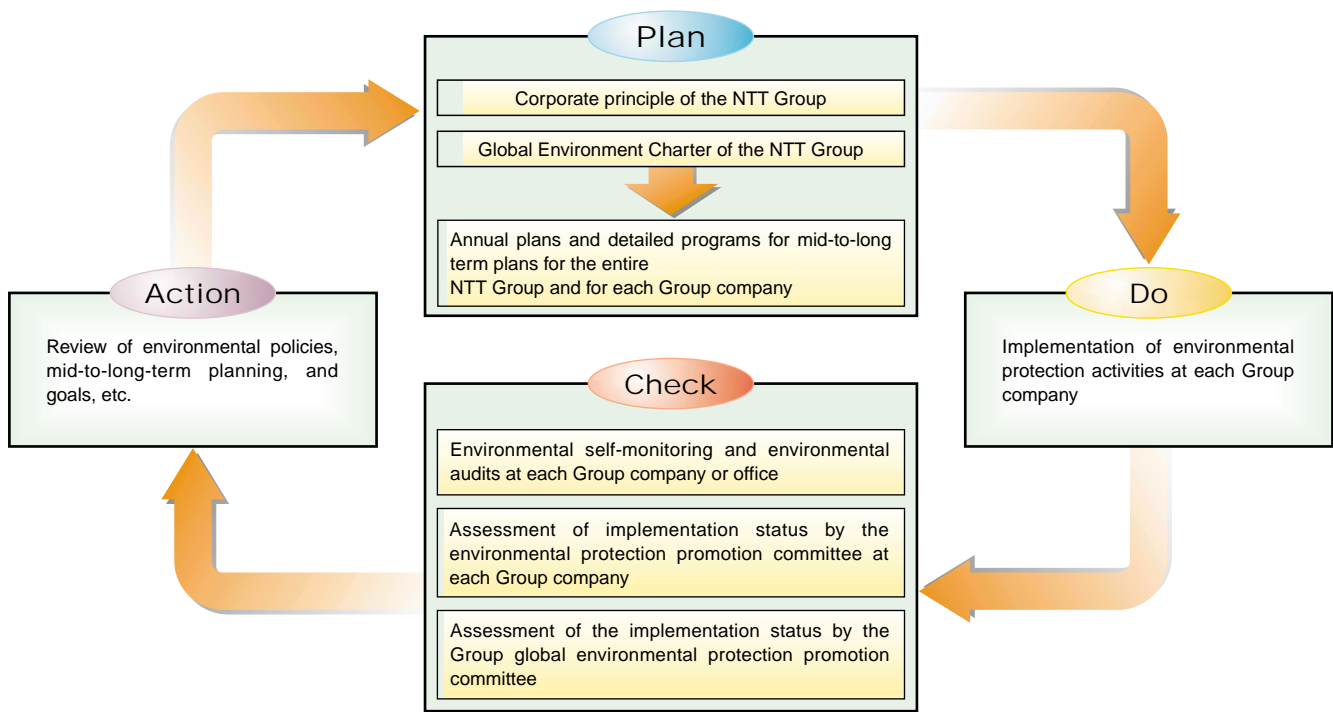 Plan
Corporate principle of the NTT Group
Global Environment Charter of the NTT Group
Annual plans and detailed programs for mid-to-long
term plans for the entire
NTT Group and for each Group company
Do
Implementation of environmental
protection activities at each Group
company
Check
Environmental self-monitoring and environmental
audits at each Group company or office
Assessment of implementation status by the
environmental protection promotion committee at
each Group company
Assessment of the implementation status by the
Group global environmental protection promotion
committee
Action
Review of environmental policies,
mid-to-long-term planning, and
goals, etc.